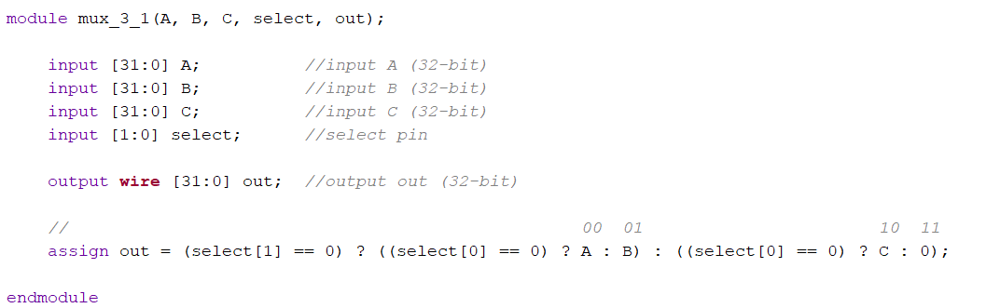 module mux_3_1(A, B, C, select, out);
input [31:0] A; //input A (32-bit)
input [31:0] B; //input B (32-bit)
input [31:0] C; //input C (32-bit)
input [1:0] select; //select pin
output wire [31:0] out; //output out (32-bit)
// 00 01 10 11
assign out = (select[1] == 0) ? ((select[0] == 0) ? A : B) : ((select[0] == 0) ? C : 0);
endmodule